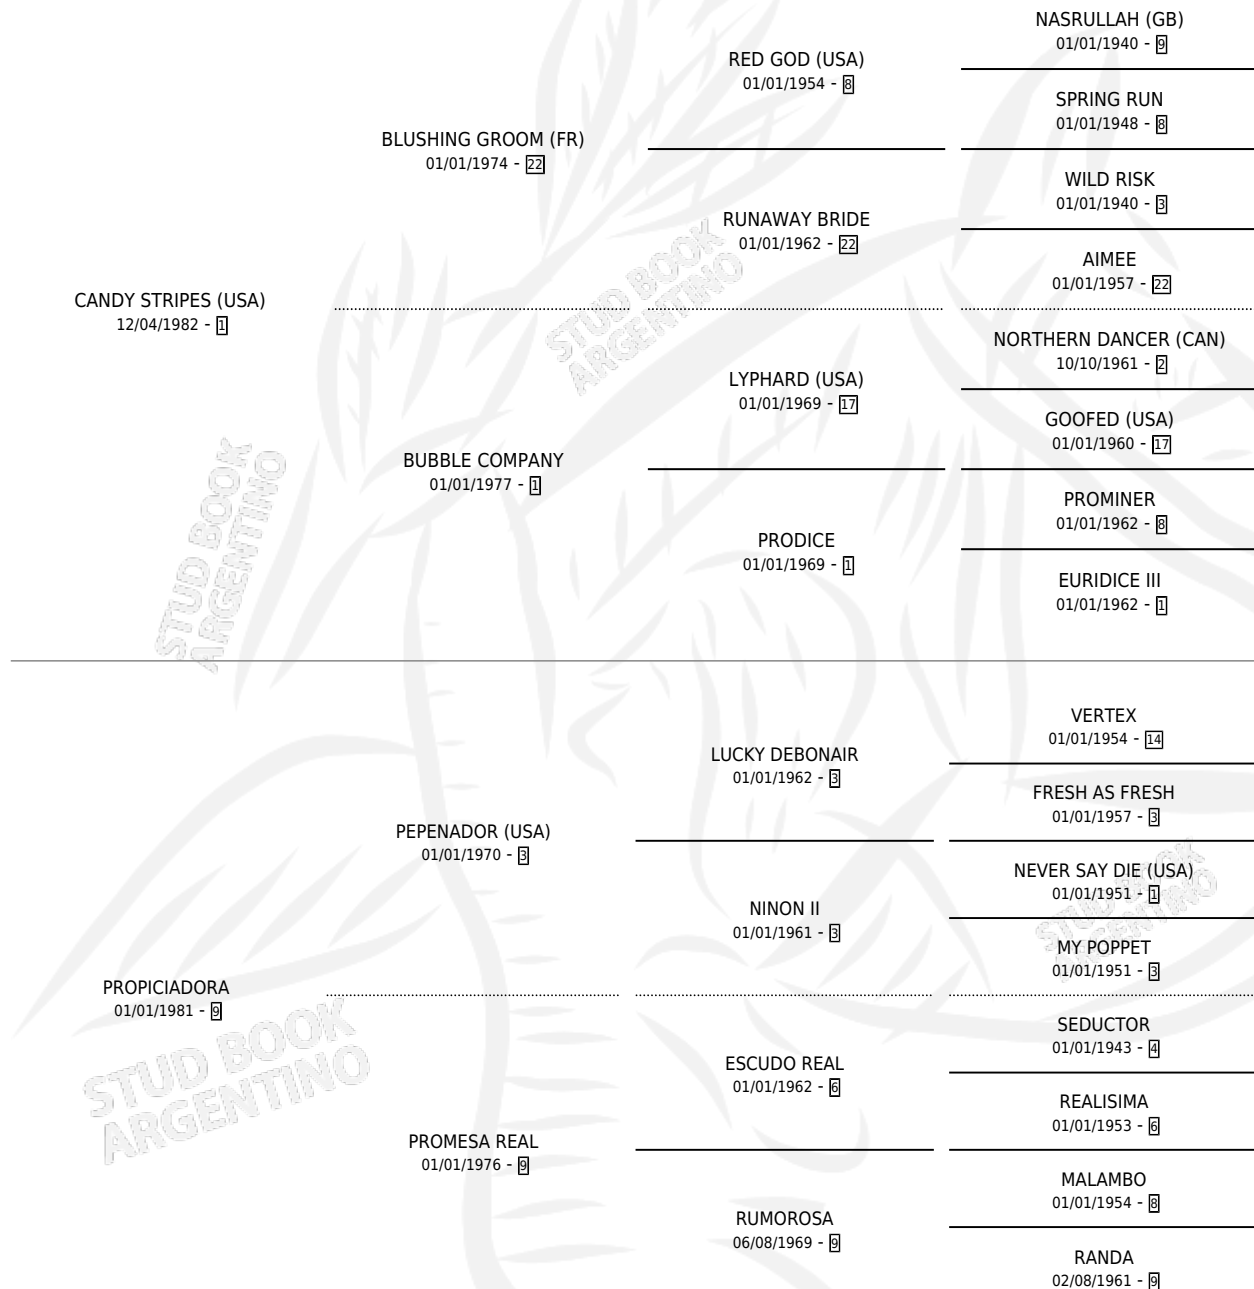 NASRULLAH (GB)
01/01/1940 - 9
RED GOD (USA)
01/01/1954 - 8
SPRING RUN
01/01/1948 - 8
BLUSHING GROOM (FR)
01/01/1974 - 22
WILD RISK
01/01/1940 - 3
RUNAWAY BRIDE
01/01/1962 - 22
AIMEE
01/01/1957 - 22
CANDY STRIPES (USA)
12/04/1982 - 1
NORTHERN DANCER (CAN)
10/10/1961 - 2
LYPHARD (USA)
01/01/1969 - 17
GOOFED (USA)
01/01/1960 - 17
BUBBLE COMPANY
01/01/1977 - 1
PROMINER
01/01/1962 - 8
PRODICE
01/01/1969 - 1
EURIDICE III
01/01/1962 - 1
VERTEX
01/01/1954 - 14
LUCKY DEBONAIR
01/01/1962 - 3
FRESH AS FRESH
01/01/1957 - 3
PEPENADOR (USA)
01/01/1970 - 3
NEVER SAY DIE (USA)
01/01/1951 - 1
NINON II
01/01/1961 - 3
MY POPPET
01/01/1951 - 3
PROPICIADORA
01/01/1981 - 9
SEDUCTOR
01/01/1943 - 4
ESCUDO REAL
01/01/1962 - 6
REALISIMA
01/01/1953 - 6
PROMESA REAL
01/01/1976 - 9
MALAMBO
01/01/1954 - 8
RUMOROSA
06/08/1969 - 9
RANDA
02/08/1961 - 9
STUD BOOK
ARGENTINO
STUD BOOK
ARGENTINO
STUD BOOK
ARGENTINO
STUD BOOK
ARGENTINO